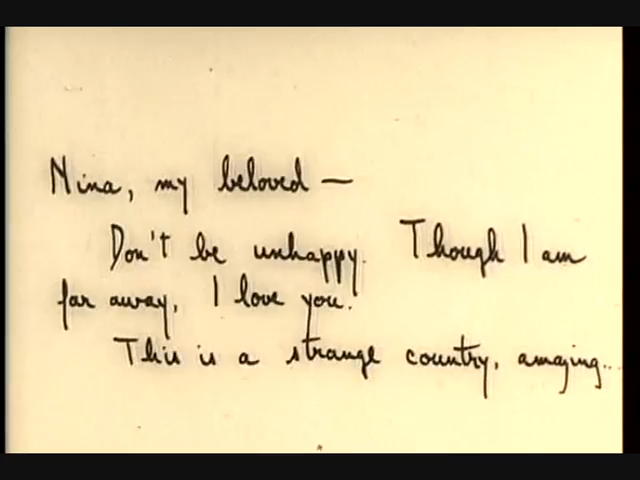 Nina, my beloved —
Don't be unhappy. Though I am
far away, I love you.
This is a strange country, amazing...